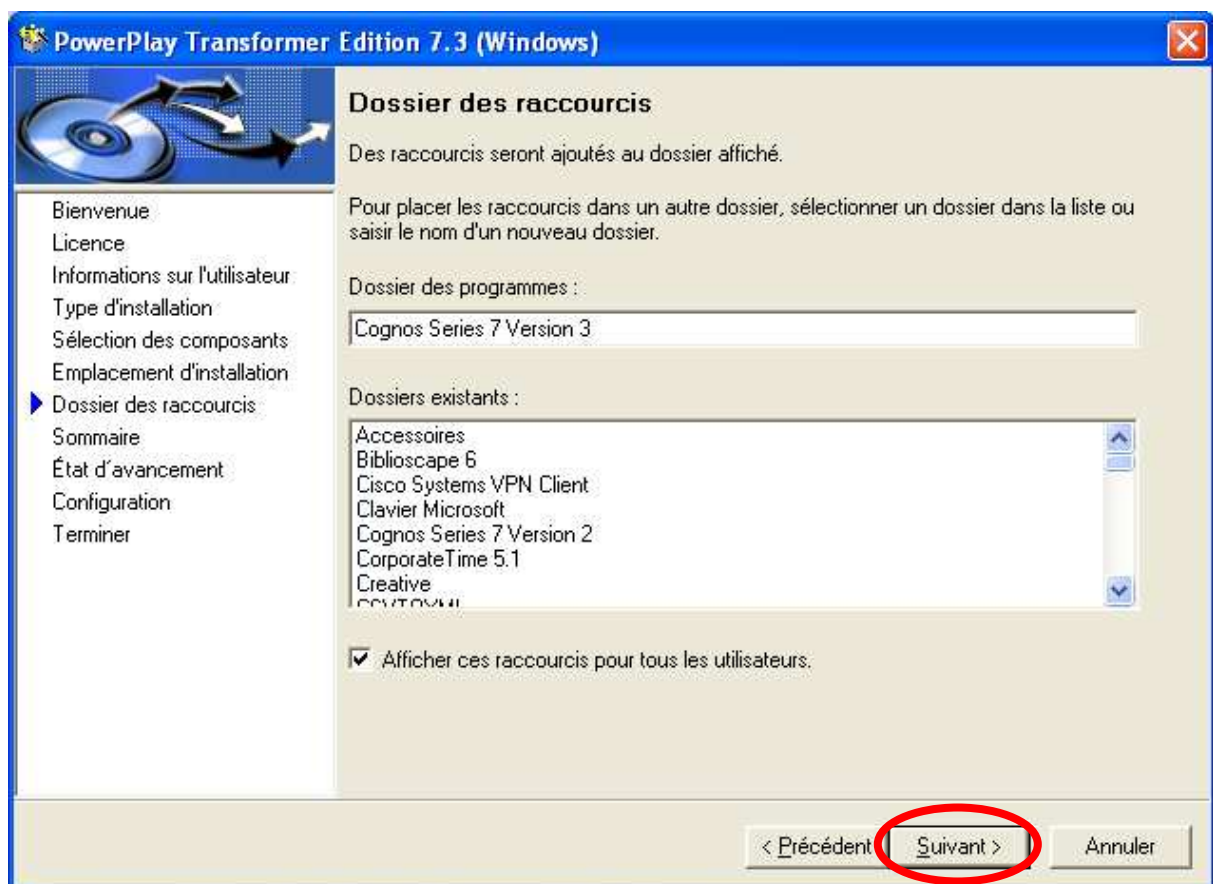 PowerPlay Transformer Edition 7.3 (Windows)
Bienvenue
Licence
Informations sur l'utilisateur
Type d'installation
Sélection des composants
Emplacement d'installation
Dossier des raccourcis
Sommaire
État d´avancement
Configuration
Terminer
Dossier des raccourcis
Des raccourcis seront ajoutés au dossier affiché.
Pour placer les raccourcis dans un autre dossier, sélectionner un dossier dans la liste ou
saisir le nom d'un nouveau dossier.
Dossier des programmes :
Cognos Series 7 Version 3
Dossiers existants :
Accessoires
Biblioscape 6
Cisco Systems VPN Client
Clavier Microsoft
Cognos Series 7 Version 2
CorporateTime 5.1
Creative
Afficher ces raccourcis pour tous les utilisateurs.
< Précédent
Suivant >
Annuler